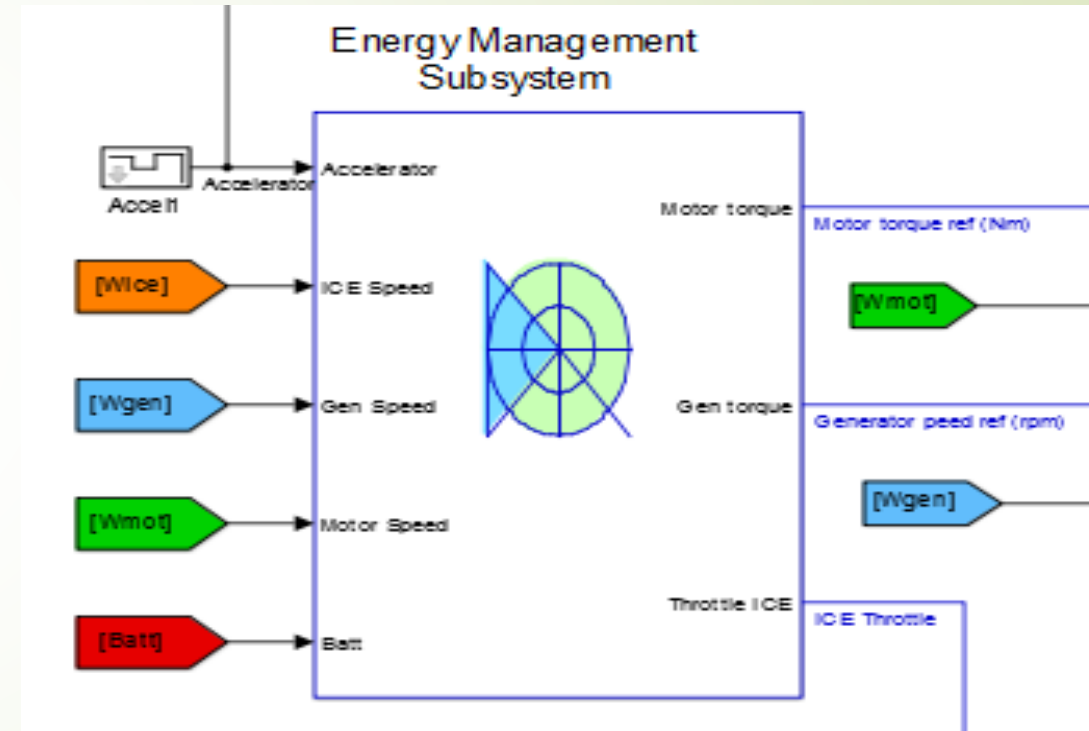 Energy Management
Subsystem
Accelerator
Accelerator
Accel1
Motor torque
Motor torque ref (Nm)
[WIce]
ICE Speed
[Wmot]
[Wgen]
Gen Speed
Gen torque
Generator peed ref (rpm)
[Wgen]
[Wmot]
Motor Speed
Throttle ICE
ICE Throttle
[Batt]
Batt